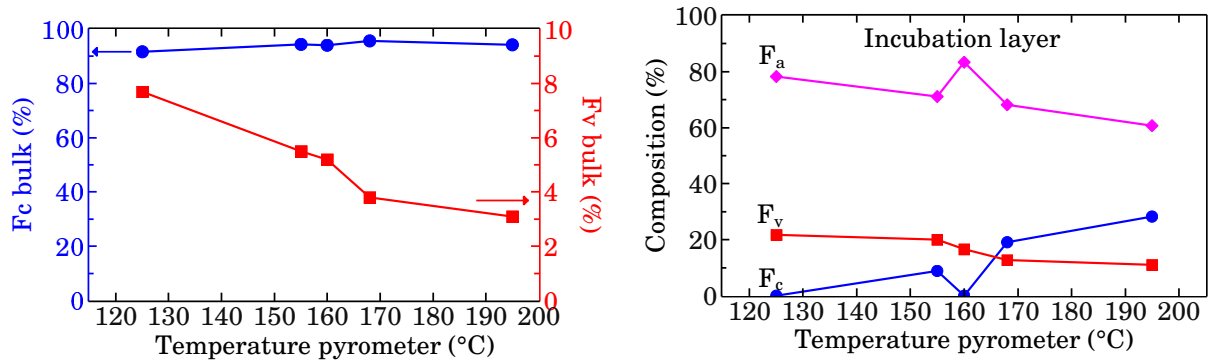 100
80
60
40
20
0
Fc bulk (%)
10
8
6
4
2
0
Fv bulk (%)
120 130 140 150 160 170 180 190 200
Temperature pyrometer (°C)
Incubation layer
100
80
60
40
20
0
Composition (%)
Fa
Fv
Fc
120 130 140 150 160 170 180 190 200
Temperature pyrometer (°C)